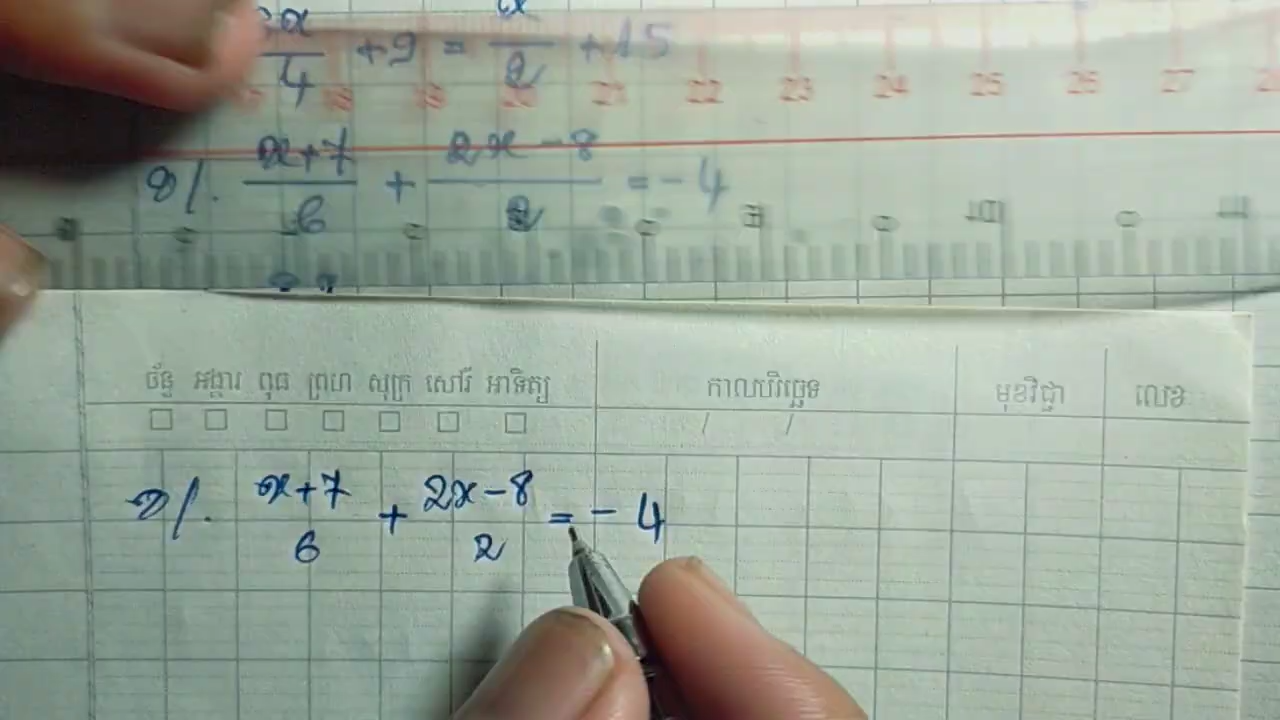 x/4 + 9 = x/2 + 15
17 18 19 20 21 22 23 24 25 26 27
ខ/. (x+7)/6 + (2x-8)/2 = -4
ច័ន្ទ អង្គារ ពុធ ព្រហ សុក្រ សៅរ៍ អាទិត្យ កាលបរិច្ឆេទ មុខវិជ្ជា លេខ
/ /
ខ/. (x+7)/6 + (2x-8)/2 = -4